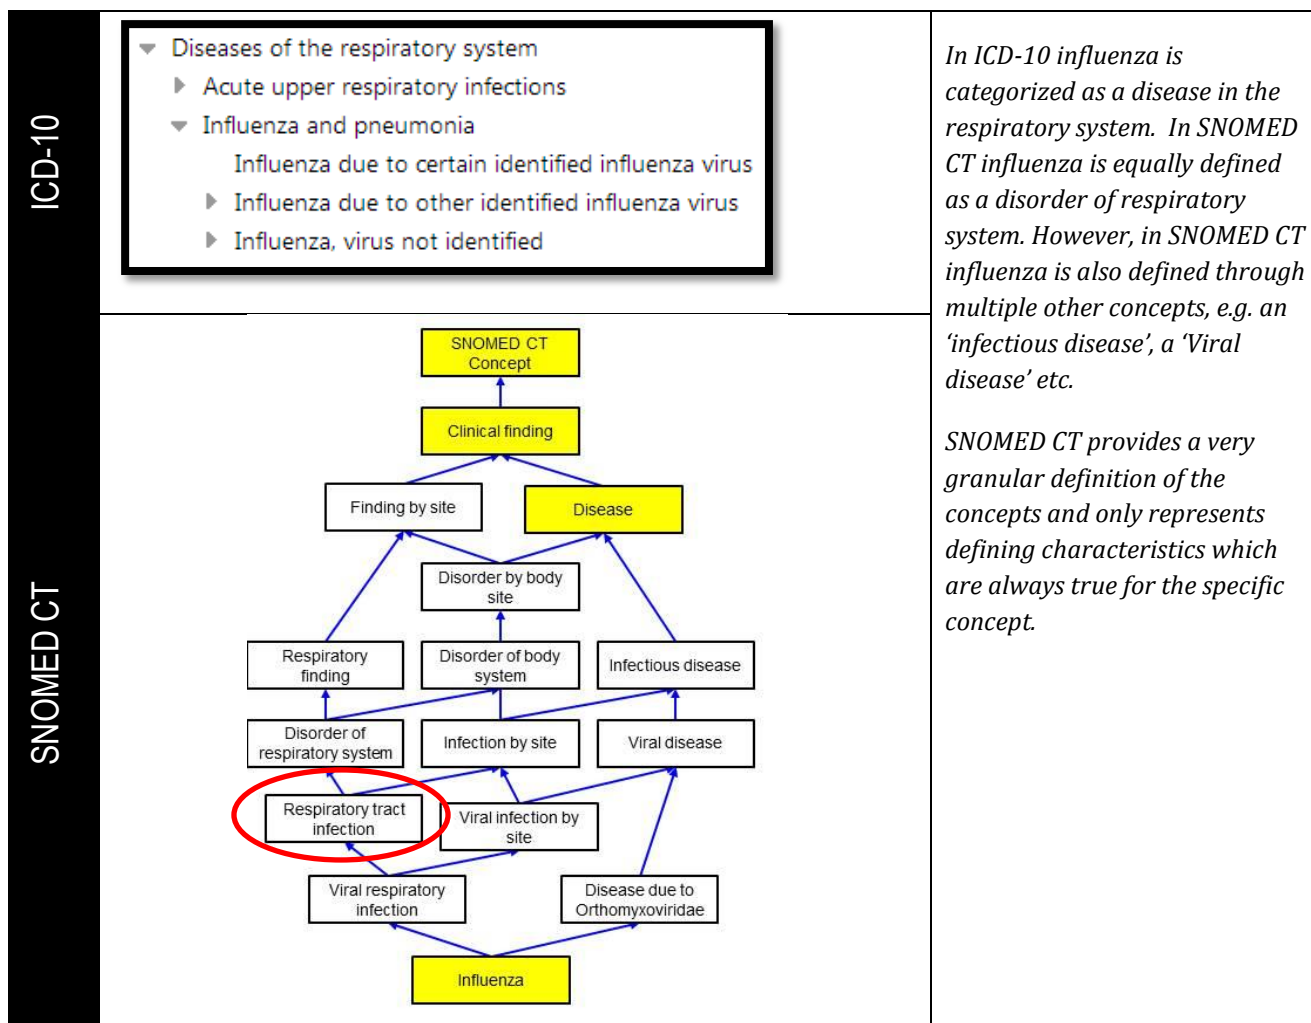 ICD-10
Diseases of the respiratory system
Acute upper respiratory infections
Influenza and pneumonia
Influenza due to certain identified influenza virus
Influenza due to other identified influenza virus
Influenza, virus not identified
In ICD-10 influenza is
categorized as a disease in the
respiratory system.  In SNOMED
CT influenza is equally defined
as a disorder of respiratory
system. However, in SNOMED CT
influenza is also defined through
multiple other concepts, e.g. an
‘infectious disease’, a ‘Viral
disease’ etc.
SNOMED CT provides a very
granular definition of the
concepts and only represents
defining characteristics which
are always true for the specific
concept.
SNOMED CT
SNOMED CT
Concept
Clinical finding
Finding by site
Disease
Disorder by body
site
Respiratory
finding
Disorder of body
system
Infectious disease
Disorder of
respiratory system
Infection by site
Viral disease
Respiratory tract
infection
Viral infection by
site
Viral respiratory
infection
Disease due to
Orthomyxoviridae
Influenza